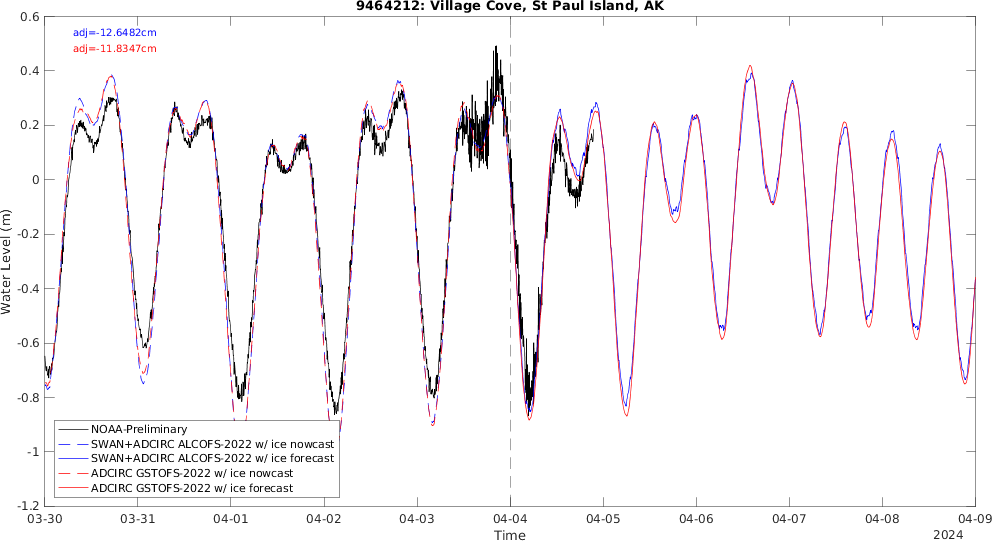 9464212: Village Cove, St Paul Island, AK
adj=-12.6482cm
adj=-11.8347cm
0.6
0.4
0.2
0
-0.2
-0.4
-0.6
-0.8
-1
-1.2
Water Level (m)
NOAA-Preliminary
SWAN+ADCIRC ALCOFS-2022 w/ ice nowcast
SWAN+ADCIRC ALCOFS-2022 w/ ice forecast
ADCIRC GSTOFS-2022 w/ ice nowcast
ADCIRC GSTOFS-2022 w/ ice forecast
03-30 03-31 04-01 04-02 04-03 04-04 04-05 04-06 04-07 04-08 04-09
Time
2024